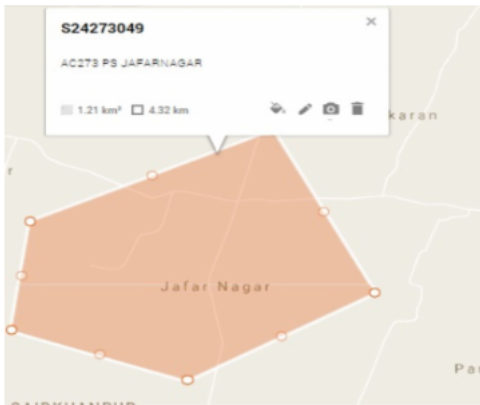 S24273049
AC273 PS JAFARNAGAR
1.21 km² 4.32 km
karan
r
Jafar Nagar
Pa